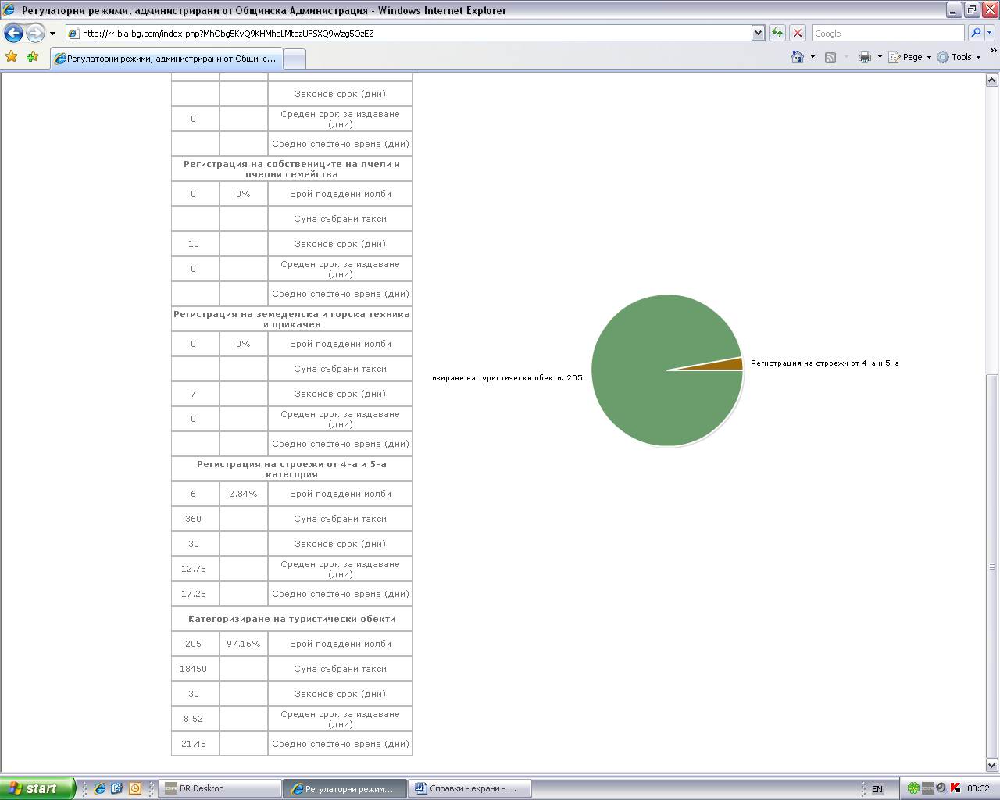 Регулаторни режими, администрирани от Общинска Администрация - Windows Internet Explorer
http://rr.bia-bg.com/index.php?MhObg5KvQ9KHMheLMtezUFSXQ9Wzg5OzEZ
Google
Регулаторни режими, администрирани от Общинс...
Page
Tools
Законов срок (дни)
0 Среден срок за издаване
(дни)
Средно спестено време (дни)
Регистрация на собствениците на пчели и
пчелни семейства
0 0% Брой подадени молби
Сума събрани такси
10 Законов срок (дни)
0 Среден срок за издаване
(дни)
Средно спестено време (дни)
Регистрация на земеделска и горска техника
и прикачен
0 0% Брой подадени молби
Сума събрани такси
7 Законов срок (дни)
0 Среден срок за издаване
(дни)
Средно спестено време (дни)
Регистрация на строежи от 4-а и 5-а
категория
6 2.84% Брой подадени молби
360 Сума събрани такси
30 Законов срок (дни)
12.75 Среден срок за издаване
(дни)
17.25 Средно спестено време (дни)
Категоризиране на туристически обекти
205 97.16% Брой подадени молби
18450 Сума събрани такси
30 Законов срок (дни)
8.52 Среден срок за издаване
(дни)
21.48 Средно спестено време (дни)
изиране на туристически обекти, 205
Регистрация на строежи от 4-а и 5-а
start
DR Desktop
Регулаторни режим...
Справки - екрани - ...
EN
08:32